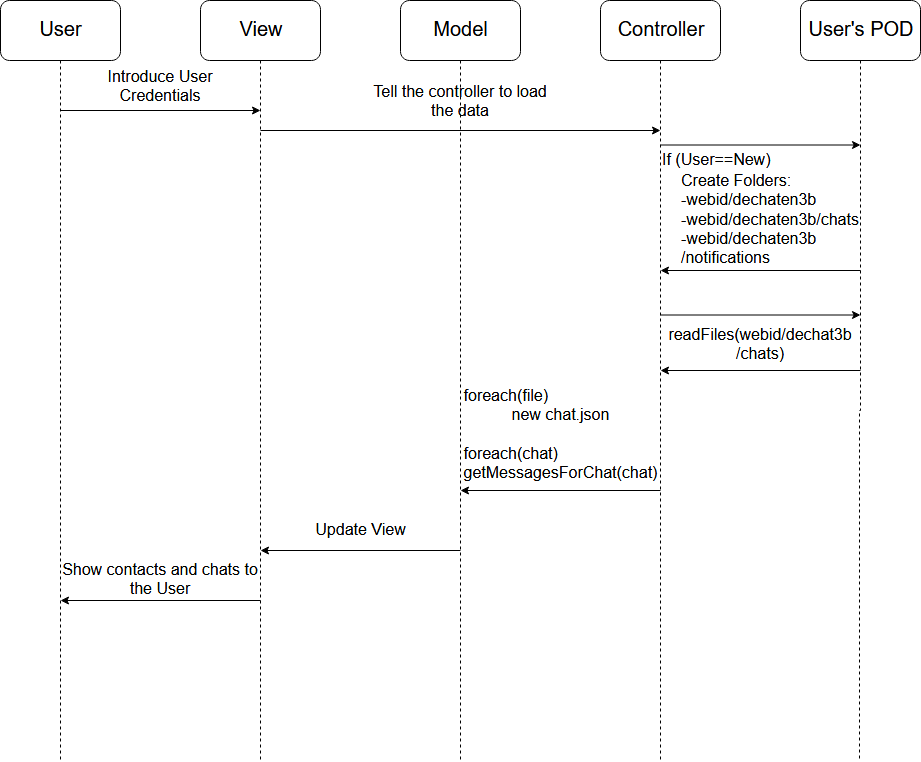 User
View
Model
Controller
User's POD
Introduce User
Credentials
Tell the controller to load
the data
If (User==New)
Create Folders:
-webid/dechaten3b
-webid/dechaten3b/chats
-webid/dechaten3b
/notifications
readFiles(webid/dechat3b
/chats)
foreach(file)
new chat.json
foreach(chat)
getMessagesForChat(chat)
Update View
Show contacts and chats to
the User